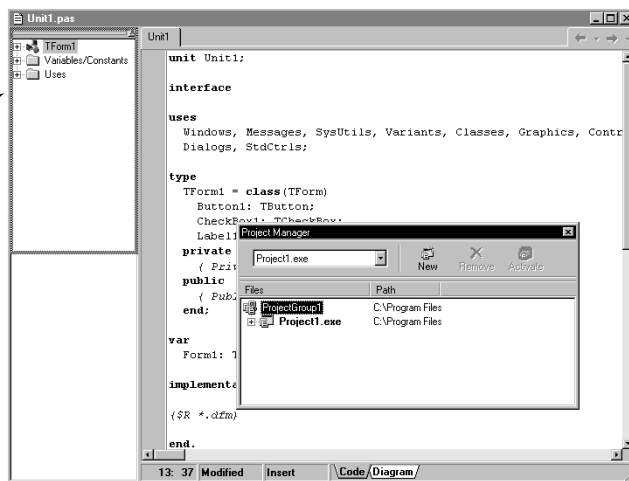 Unit1.pas
TForm1
Variables/Constants
Uses
Unit1
unit Unit1;
interface
uses
Windows, Messages, SysUtils, Variants, Classes, Graphics, Contr
Dialogs, StdCtrls;
type
TForm1 = class(TForm)
Button1: TButton;
CheckBox1: TCheckBox;
Label1
private
{ Pri
public
{ Publ
end;
var
Form1: T
implementa
{$R *.dfm}
end.
Project Manager
Project1.exe
New
Remove
Activate
Files Path
ProjectGroup1 C:\Program Files
Project1.exe C:\Program Files
13: 37 Modified Insert Code Diagram